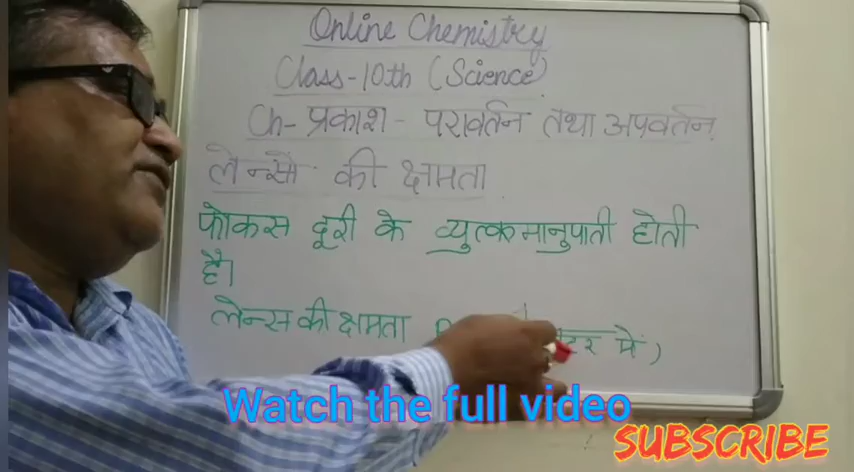 Online Chemistry
Class-10th (Science)
Ch- प्रकाश - परावर्तन तथा अपवर्तन
लेन्सों की क्षमता
फोकस दूरी के व्युत्क्रमानुपाती होती
है।
लेन्स की क्षमता में)
Watch the full video
SUBSCRIBE